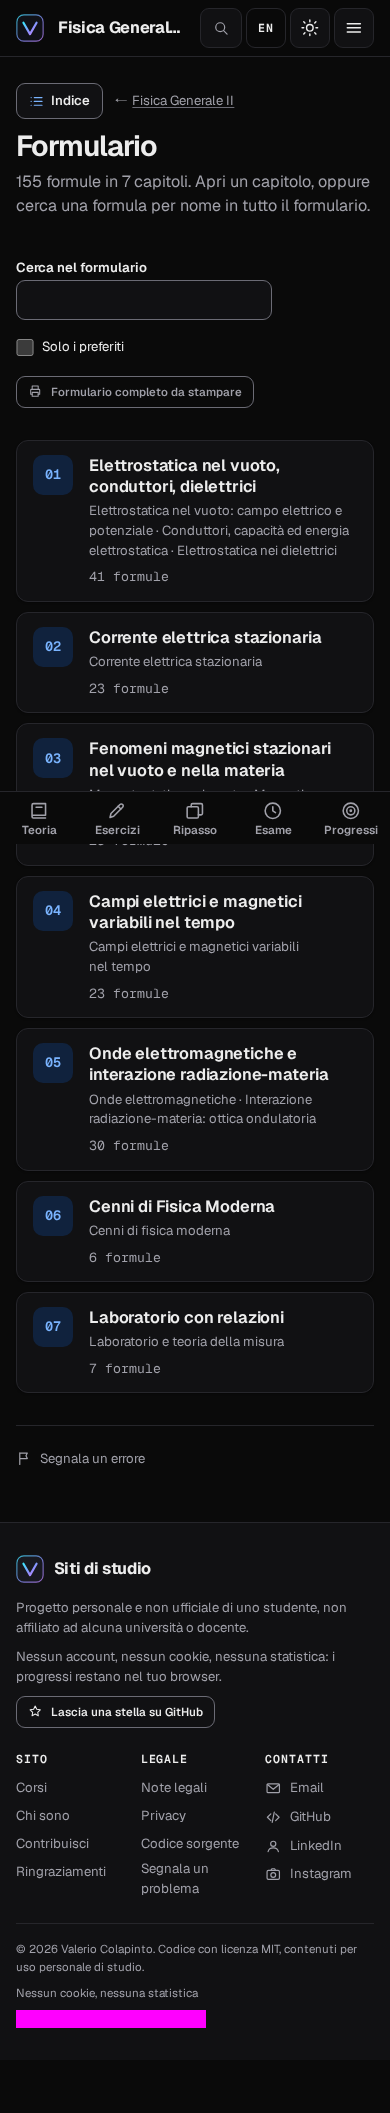 Fisica General...
EN
Indice
← Fisica Generale II
Formulario
155 formule in 7 capitoli. Apri un capitolo, oppure
cerca una formula per nome in tutto il formulario.
Cerca nel formulario
Solo i preferiti
Formulario completo da stampare
01
Elettrostatica nel vuoto,
conduttori, dielettrici
Elettrostatica nel vuoto: campo elettrico e
potenziale · Conduttori, capacità ed energia
elettrostatica · Elettrostatica nei dielettrici
41 formule
02
Corrente elettrica stazionaria
Corrente elettrica stazionaria
23 formule
03
Fenomeni magnetici stazionari
nel vuoto e nella materia
Teoria
Esercizi
Ripasso
Esame
Progressi
04
Campi elettrici e magnetici
variabili nel tempo
Campi elettrici e magnetici variabili
nel tempo
23 formule
05
Onde elettromagnetiche e
interazione radiazione-materia
Onde elettromagnetiche · Interazione
radiazione-materia: ottica ondulatoria
30 formule
06
Cenni di Fisica Moderna
Cenni di fisica moderna
6 formule
07
Laboratorio con relazioni
Laboratorio e teoria della misura
7 formule
Segnala un errore
Siti di studio
Progetto personale e non ufficiale di uno studente, non
affiliato ad alcuna università o docente.
Nessun account, nessun cookie, nessuna statistica: i
progressi restano nel tuo browser.
Lascia una stella su GitHub
SITO
Corsi
Chi sono
Contribuisci
Ringraziamenti
LEGALE
Note legali
Privacy
Codice sorgente
Segnala un
problema
CONTATTI
Email
GitHub
LinkedIn
Instagram
© 2026 Valerio Colapinto. Codice con licenza MIT, contenuti per
uso personale di studio.
Nessun cookie, nessuna statistica